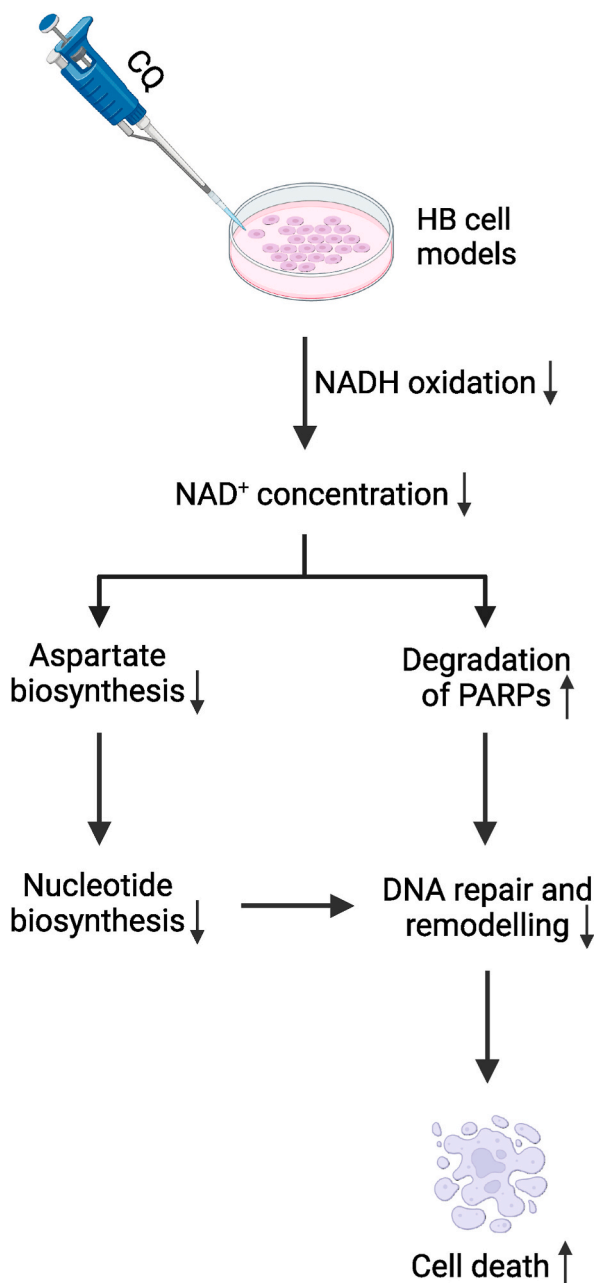 CQ
HB cell
models
NADH oxidation ↓
NAD⁺ concentration ↓
Aspartate
biosynthesis ↓
Degradation
of PARPs ↑
Nucleotide
biosynthesis ↓
DNA repair and
remodelling ↓
Cell death ↑